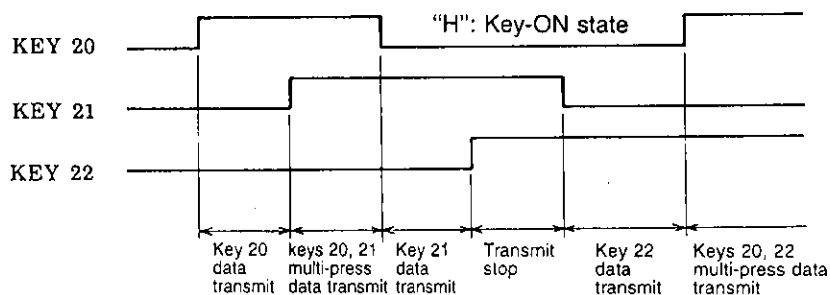 "H": Key-ON state
KEY 20
KEY 21
KEY 22
Key 20
data
transmit
keys 20, 21
multi-press
data transmit
Key 21
data
transmit
Transmit
stop
Key 22
data
transmit
Keys 20, 22
multi-press data
transmit